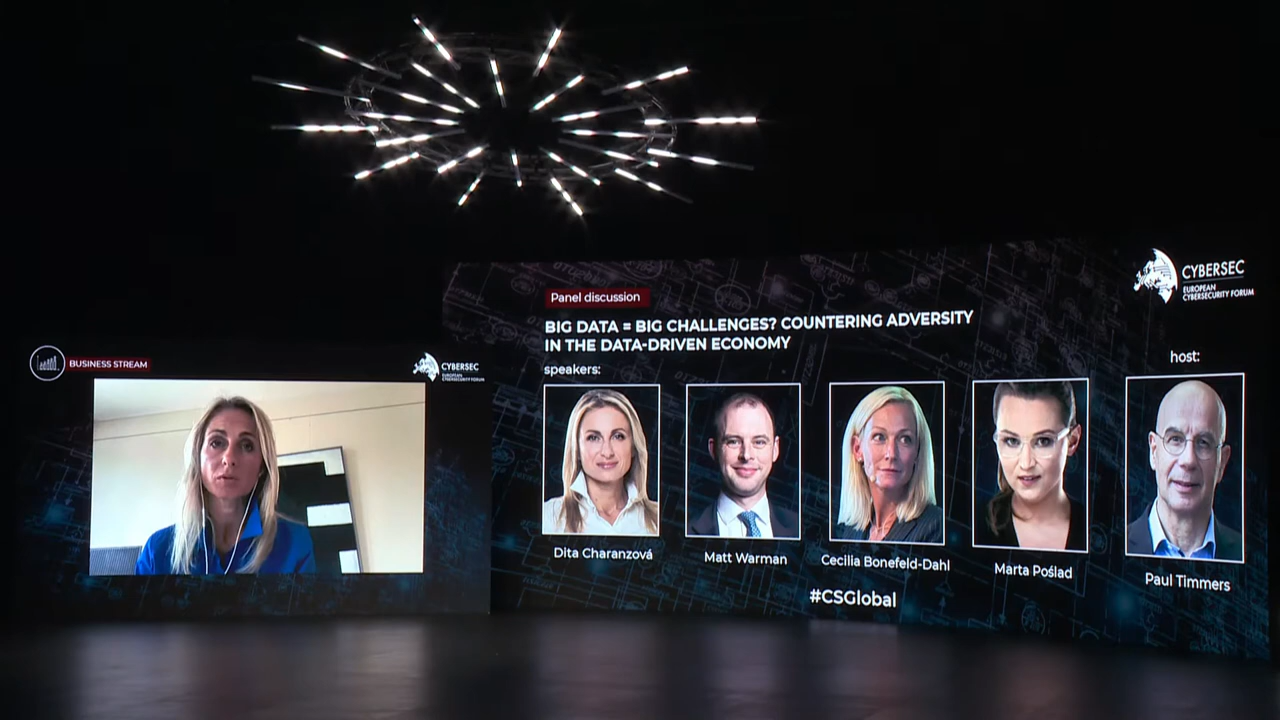 BUSINESS STREAM
CYBERSEC
EUROPEAN
CYBERSECURITY FORUM
CYBERSEC
EUROPEAN
CYBERSECURITY FORUM
Panel discussion
BIG DATA = BIG CHALLENGES? COUNTERING ADVERSITY
IN THE DATA-DRIVEN ECONOMY
speakers:
host:
Dita Charanzová
Matt Warman
Cecilia Bonefeld-Dahl
Marta Poślad
Paul Timmers
#CSGlobal